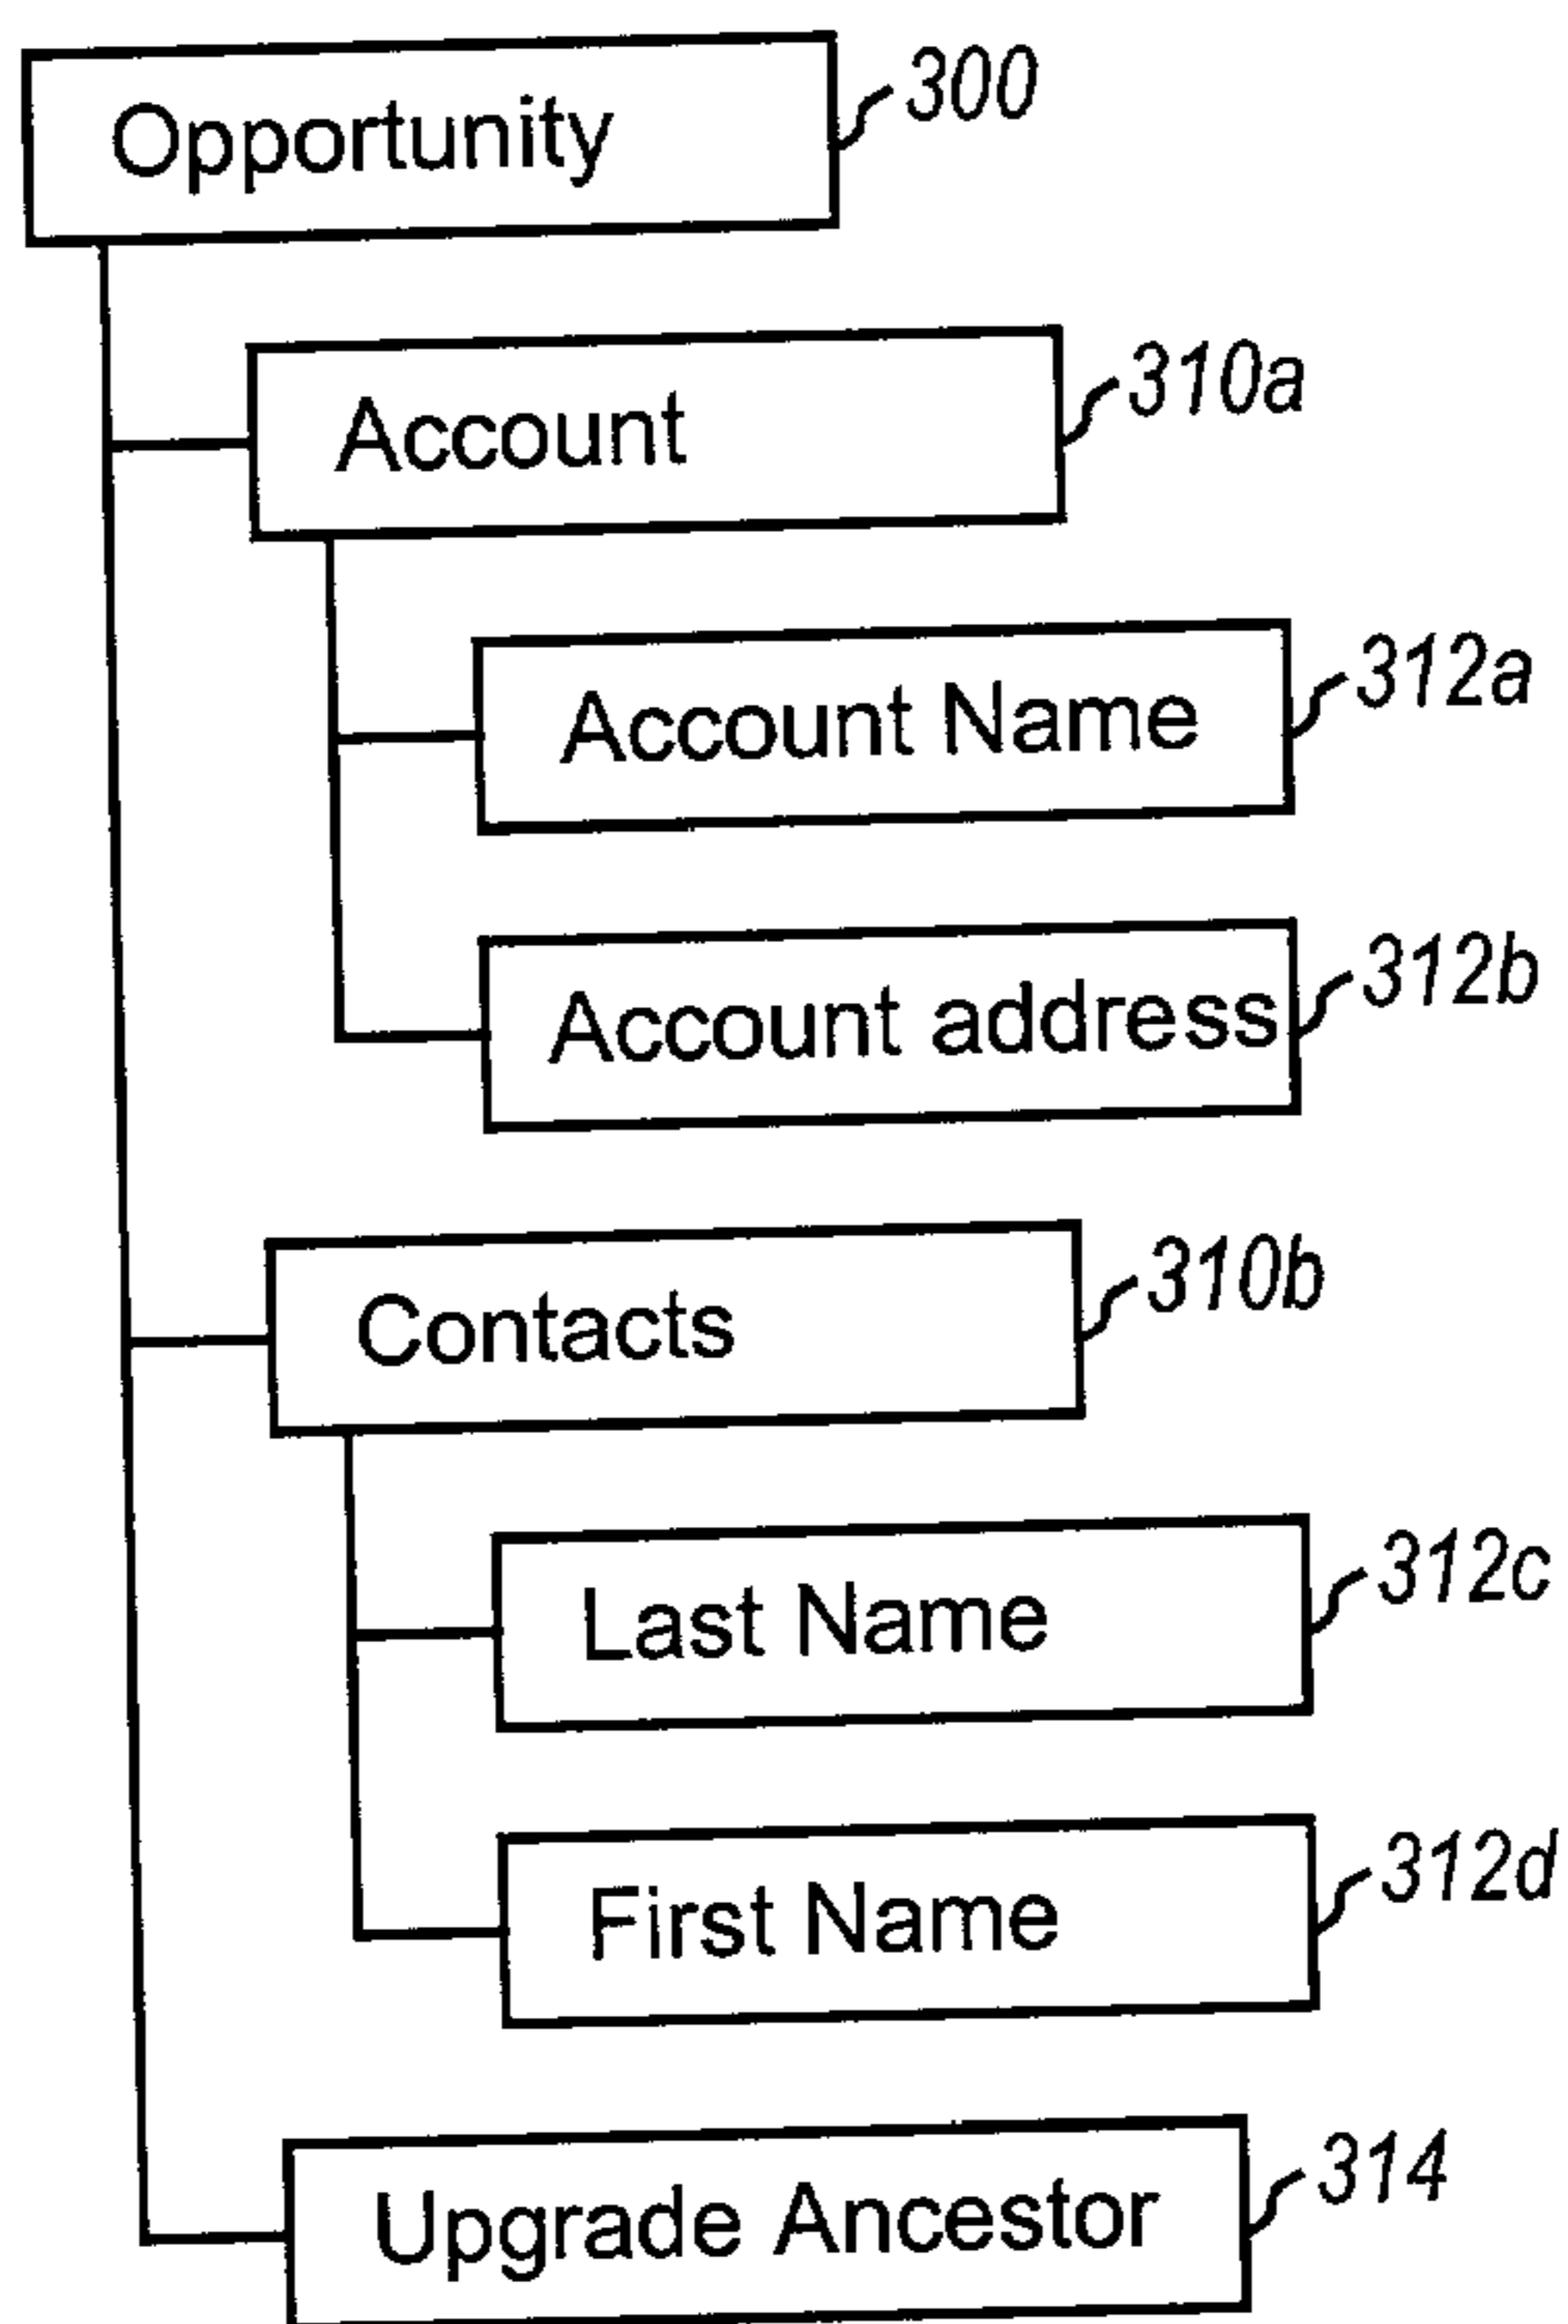 Opportunity 300
Account 310a
Account Name 312a
Account address 312b
Contacts 310b
Last Name 312c
First Name 312d
Upgrade Ancestor 314